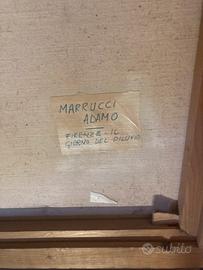 MARRUCCI
ADAMO
FIRENZE - IL
GIORNO DEL DILUVIO
subito